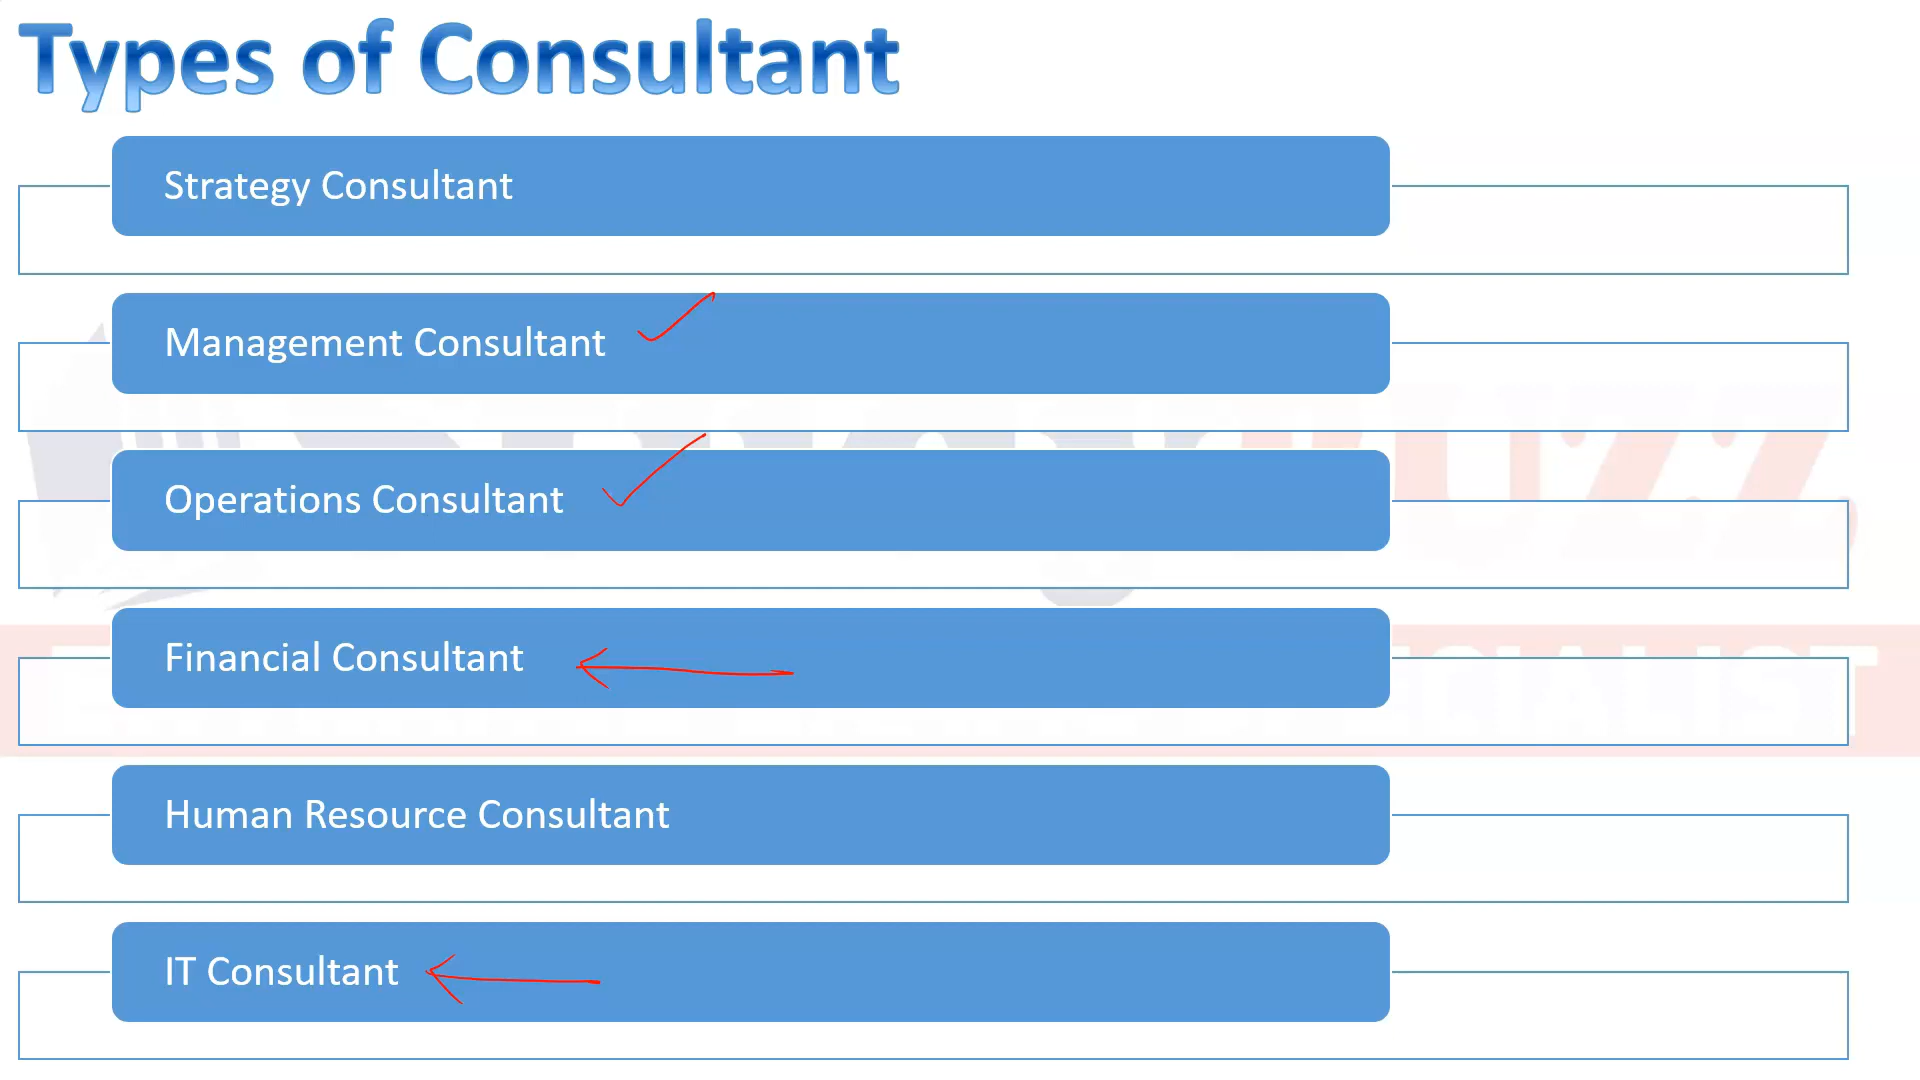 Types of Consultant
Strategy Consultant
Management Consultant
Operations Consultant
Financial Consultant
Human Resource Consultant
IT Consultant